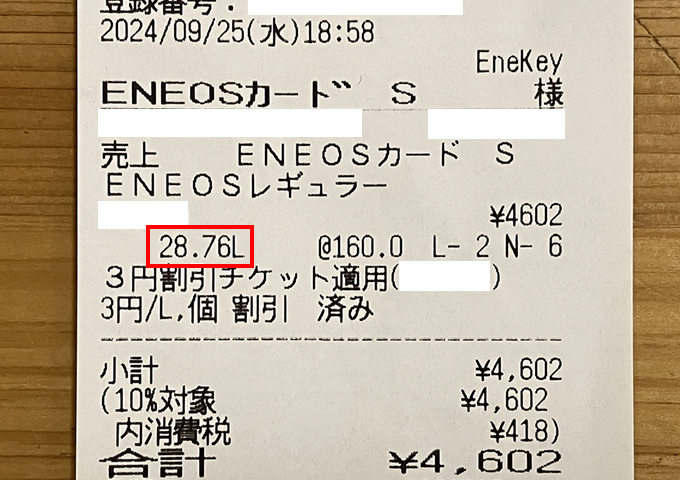 登録番号：
2024/09/25(水)18:58
EneKey
ENEOSカード S 様
売上 ENEOSカード S
ENEOSレギュラー
¥4602
28.76L @160.0 L- 2 N- 6
3円割引チケット適用( )
3円/L,個 割引 済み
小計 ¥4,602
(10%対象 ¥4,602
内消費税 ¥418)
合計 ¥4,602